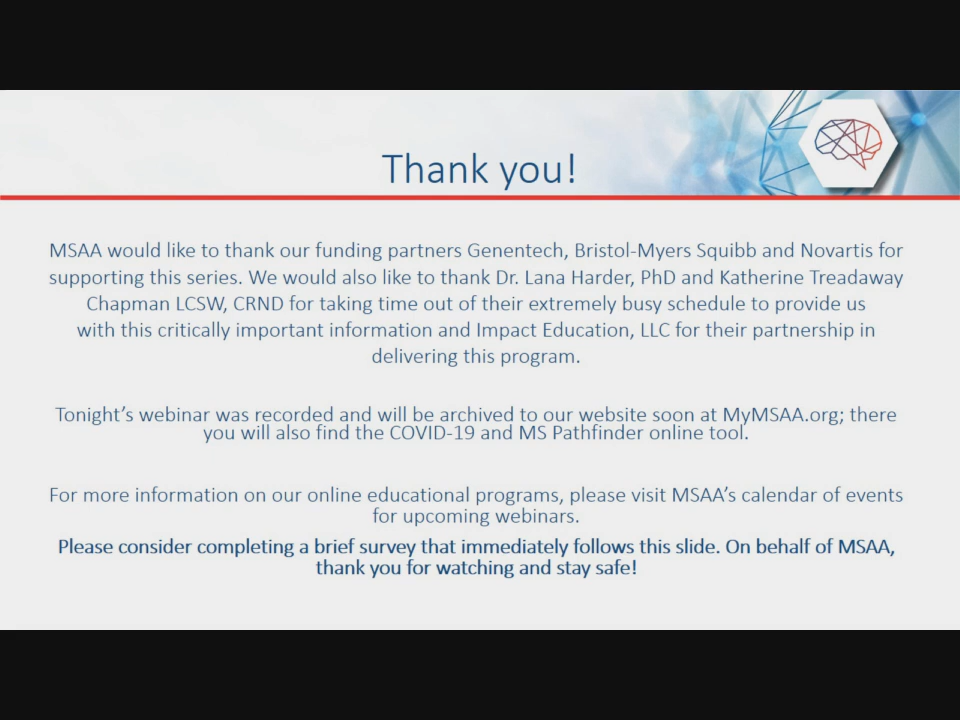 Thank you!
MSAA would like to thank our funding partners Genentech, Bristol-Myers Squibb and Novartis for
supporting this series. We would also like to thank Dr. Lana Harder, PhD and Katherine Treadaway
Chapman LCSW, CRND for taking time out of their extremely busy schedule to provide us
with this critically important information and Impact Education, LLC for their partnership in
delivering this program.
Tonight’s webinar was recorded and will be archived to our website soon at MyMSAA.org; there
you will also find the COVID-19 and MS Pathfinder online tool.
For more information on our online educational programs, please visit MSAA’s calendar of events
for upcoming webinars.
Please consider completing a brief survey that immediately follows this slide. On behalf of MSAA,
thank you for watching and stay safe!